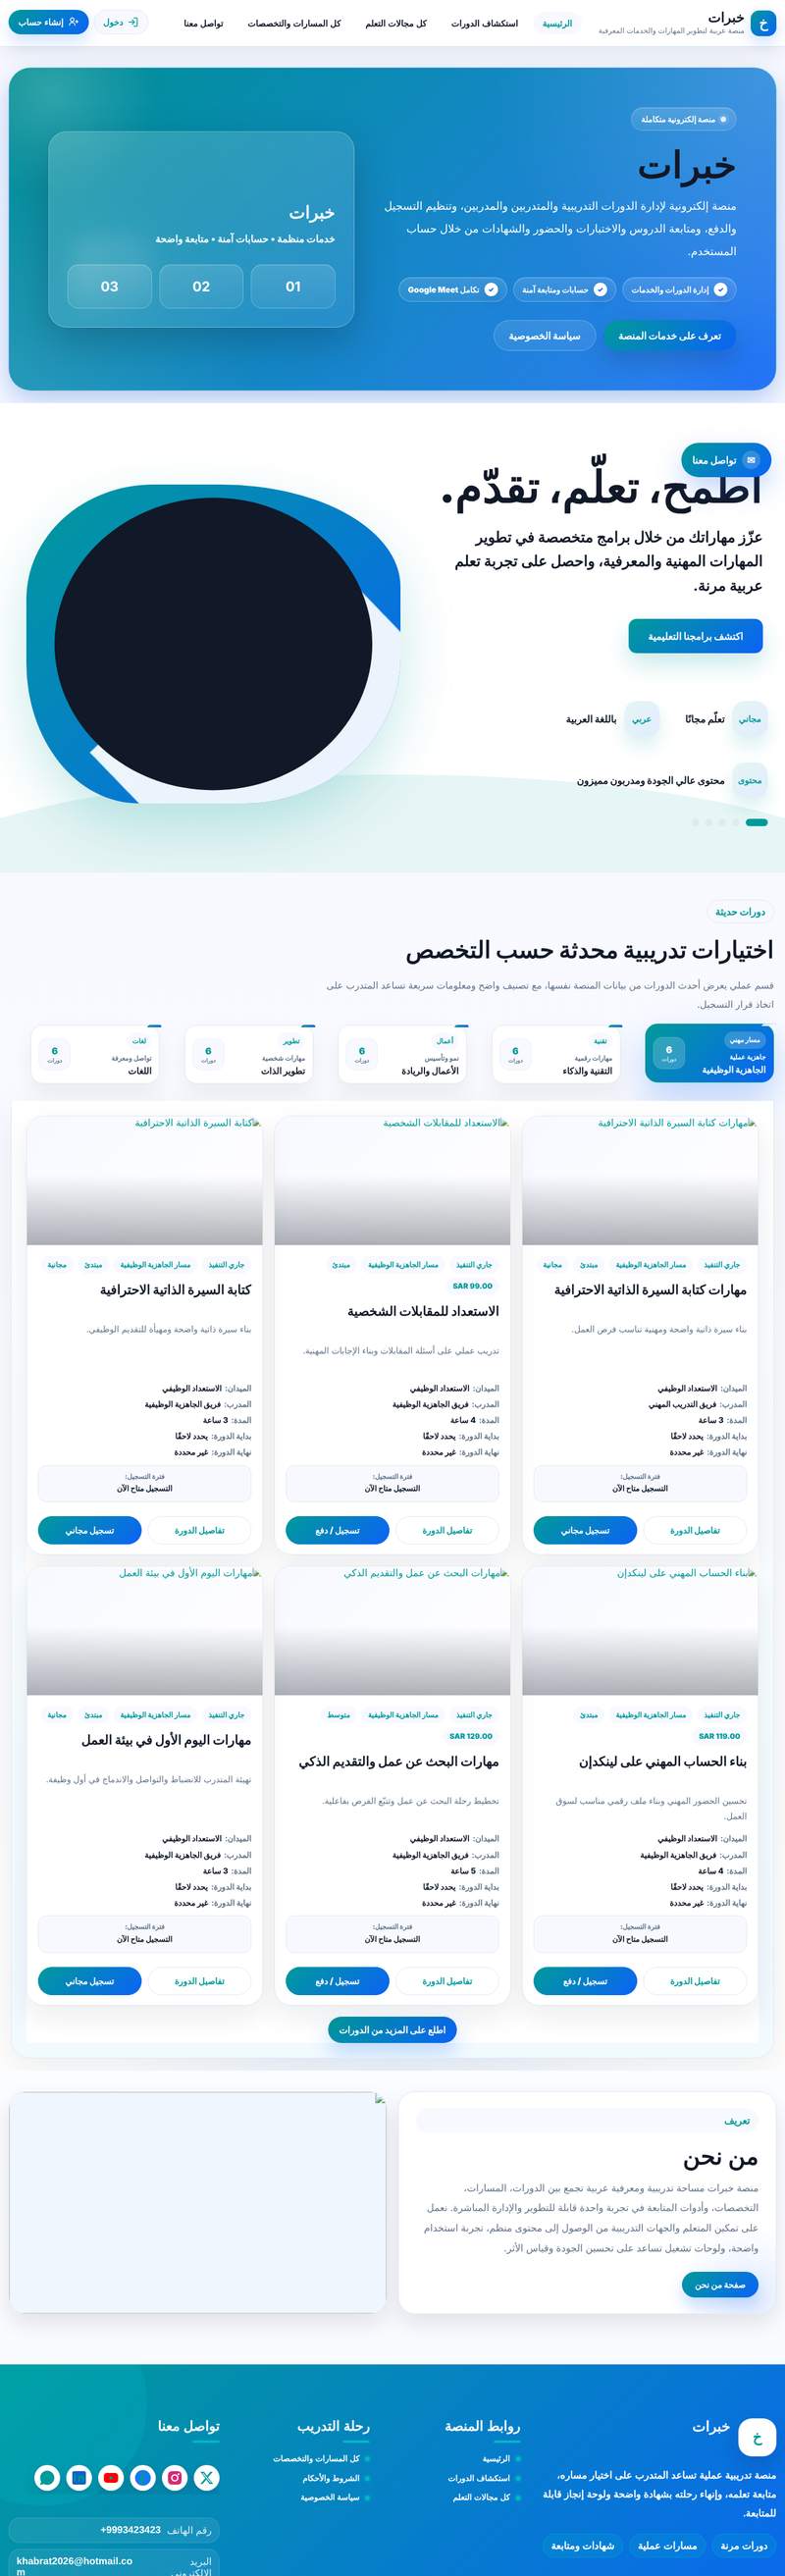 خ
خبرات
منصة عربية لتطوير المهارات والخدمات المعرفية
الرئيسية
استكشاف الدورات
كل مجالات التعلم
كل المسارات والتخصصات
تواصل معنا
دخول
إنشاء حساب
منصة إلكترونية متكاملة
خبرات
منصة إلكترونية لإدارة الدورات التدريبية والمتدربين والمدربين، وتنظيم التسجيل
والدفع، ومتابعة الدروس والاختبارات والحضور والشهادات من خلال حساب
المستخدم.
إدارة الدورات والخدمات
حسابات ومتابعة آمنة
تكامل Google Meet
تعرف على خدمات المنصة
سياسة الخصوصية
خبرات
خدمات منظمة • حسابات آمنة • متابعة واضحة
01
02
03
تواصل معنا
اطمح، تعلّم، تقدّم.
عزّز مهاراتك من خلال برامج متخصصة في تطوير
المهارات المهنية والمعرفية، واحصل على تجربة تعلم
عربية مرنة.
اكتشف برامجنا التعليمية
مجاني
تعلّم مجانًا
عربي
باللغة العربية
محتوى
محتوى عالي الجودة ومدربون مميزون
دورات حديثة
اختيارات تدريبية محدثة حسب التخصص
قسم عملي يعرض أحدث الدورات من بيانات المنصة نفسها، مع تصنيف واضح ومعلومات سريعة تساعد المتدرب على
اتخاذ قرار التسجيل.
مسار مهني
جاهزية عملية
الجاهزية الوظيفية
6
دورات
تقنية
مهارات رقمية
التقنية والذكاء
6
دورات
أعمال
نمو وتأسيس
الأعمال والريادة
6
دورات
تطوير
مهارات شخصية
تطوير الذات
6
دورات
لغات
تواصل ومعرفة
اللغات
6
دورات
مهارات كتابة السيرة الذاتية الاحترافية
جاري التنفيذ
مسار الجاهزية الوظيفية
مبتدئ
مجانية
مهارات كتابة السيرة الذاتية الاحترافية
بناء سيرة ذاتية واضحة ومهنية تناسب فرص العمل.
الميدان: الاستعداد الوظيفي
المدرب: فريق التدريب المهني
المدة: 3 ساعة
بداية الدورة: يحدد لاحقًا
نهاية الدورة: غير محددة
فترة التسجيل:
التسجيل متاح الآن
تفاصيل الدورة
تسجيل مجاني
الاستعداد للمقابلات الشخصية
جاري التنفيذ
مسار الجاهزية الوظيفية
مبتدئ
SAR 99.00
الاستعداد للمقابلات الشخصية
تدريب عملي على أسئلة المقابلات وبناء الإجابات المهنية.
الميدان: الاستعداد الوظيفي
المدرب: فريق الجاهزية الوظيفية
المدة: 4 ساعة
بداية الدورة: يحدد لاحقًا
نهاية الدورة: غير محددة
فترة التسجيل:
التسجيل متاح الآن
تفاصيل الدورة
تسجيل / دفع
كتابة السيرة الذاتية الاحترافية
جاري التنفيذ
مسار الجاهزية الوظيفية
مبتدئ
مجانية
كتابة السيرة الذاتية الاحترافية
بناء سيرة ذاتية واضحة ومهيأة للتقديم الوظيفي.
الميدان: الاستعداد الوظيفي
المدرب: فريق الجاهزية الوظيفية
المدة: 3 ساعة
بداية الدورة: يحدد لاحقًا
نهاية الدورة: غير محددة
فترة التسجيل:
التسجيل متاح الآن
تفاصيل الدورة
تسجيل مجاني
بناء الحساب المهني على لينكدإن
جاري التنفيذ
مسار الجاهزية الوظيفية
مبتدئ
SAR 119.00
بناء الحساب المهني على لينكدإن
تحسين الحضور المهني وبناء ملف رقمي مناسب لسوق
العمل.
الميدان: الاستعداد الوظيفي
المدرب: فريق الجاهزية الوظيفية
المدة: 4 ساعة
بداية الدورة: يحدد لاحقًا
نهاية الدورة: غير محددة
فترة التسجيل:
التسجيل متاح الآن
تفاصيل الدورة
تسجيل / دفع
مهارات البحث عن عمل والتقديم الذكي
جاري التنفيذ
مسار الجاهزية الوظيفية
متوسط
SAR 129.00
مهارات البحث عن عمل والتقديم الذكي
تخطيط رحلة البحث عن عمل وتتبّع الفرص بفاعلية.
الميدان: الاستعداد الوظيفي
المدرب: فريق الجاهزية الوظيفية
المدة: 5 ساعة
بداية الدورة: يحدد لاحقًا
نهاية الدورة: غير محددة
فترة التسجيل:
التسجيل متاح الآن
تفاصيل الدورة
تسجيل / دفع
مهارات اليوم الأول في بيئة العمل
جاري التنفيذ
مسار الجاهزية الوظيفية
مبتدئ
مجانية
مهارات اليوم الأول في بيئة العمل
تهيئة المتدرب للانضباط والتواصل والاندماج في أول وظيفة.
الميدان: الاستعداد الوظيفي
المدرب: فريق الجاهزية الوظيفية
المدة: 3 ساعة
بداية الدورة: يحدد لاحقًا
نهاية الدورة: غير محددة
فترة التسجيل:
التسجيل متاح الآن
تفاصيل الدورة
تسجيل مجاني
اطلع على المزيد من الدورات
تعريف
من نحن
منصة خبرات مساحة تدريبية ومعرفية عربية تجمع بين الدورات، المسارات،
التخصصات، وأدوات المتابعة في تجربة واحدة قابلة للتطوير والإدارة المباشرة. نعمل
على تمكين المتعلم والجهات التدريبية من الوصول إلى محتوى منظم، تجربة استخدام
واضحة، ولوحات تشغيل تساعد على تحسين الجودة وقياس الأثر.
صفحة من نحن
خ
خبرات
منصة تدريبية عملية تساعد المتدرب على اختيار مساره،
متابعة تعلمه، وإنهاء رحلته بشهادة واضحة ولوحة إنجاز قابلة
للمتابعة.
دورات مرنة
مسارات عملية
شهادات ومتابعة
روابط المنصة
الرئيسية
استكشاف الدورات
كل مجالات التعلم
رحلة التدريب
كل المسارات والتخصصات
الشروط والأحكام
سياسة الخصوصية
تواصل معنا
رقم الهاتف +9993423423
البريد
الإلكتروني
khabrat2026@hotmail.co
m